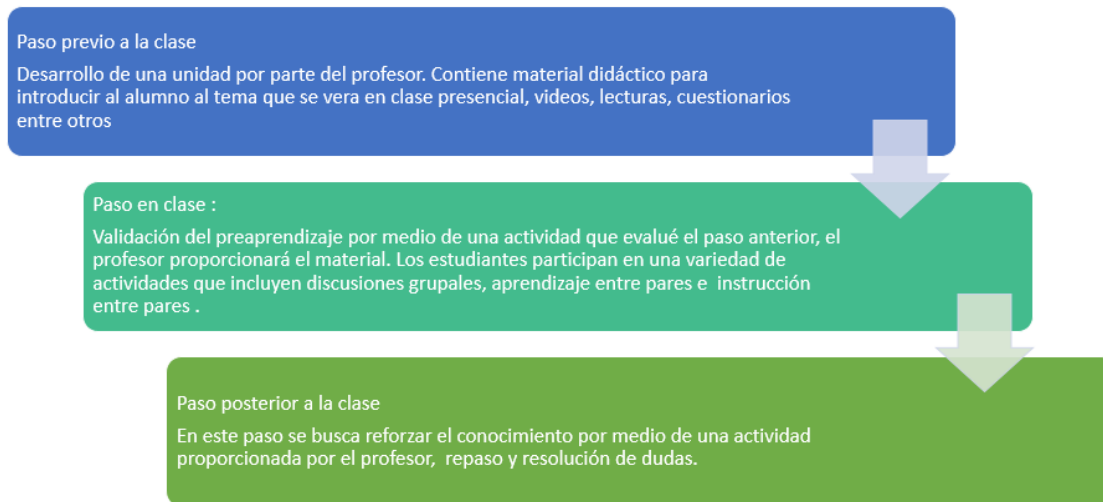 Paso previo a la clase
Desarrollo de una unidad por parte del profesor. Contiene material didáctico para
introducir al alumno al tema que se vera en clase presencial, videos, lecturas, cuestionarios
entre otros
Paso en clase :
Validación del preaprendizaje por medio de una actividad que evalué el paso anterior, el
profesor proporcionará el material. Los estudiantes participan en una variedad de
actividades que incluyen discusiones grupales, aprendizaje entre pares e  instrucción
entre pares .
Paso posterior a la clase
En este paso se busca reforzar el conocimiento por medio de una actividad
proporcionada por el profesor,  repaso y resolución de dudas.